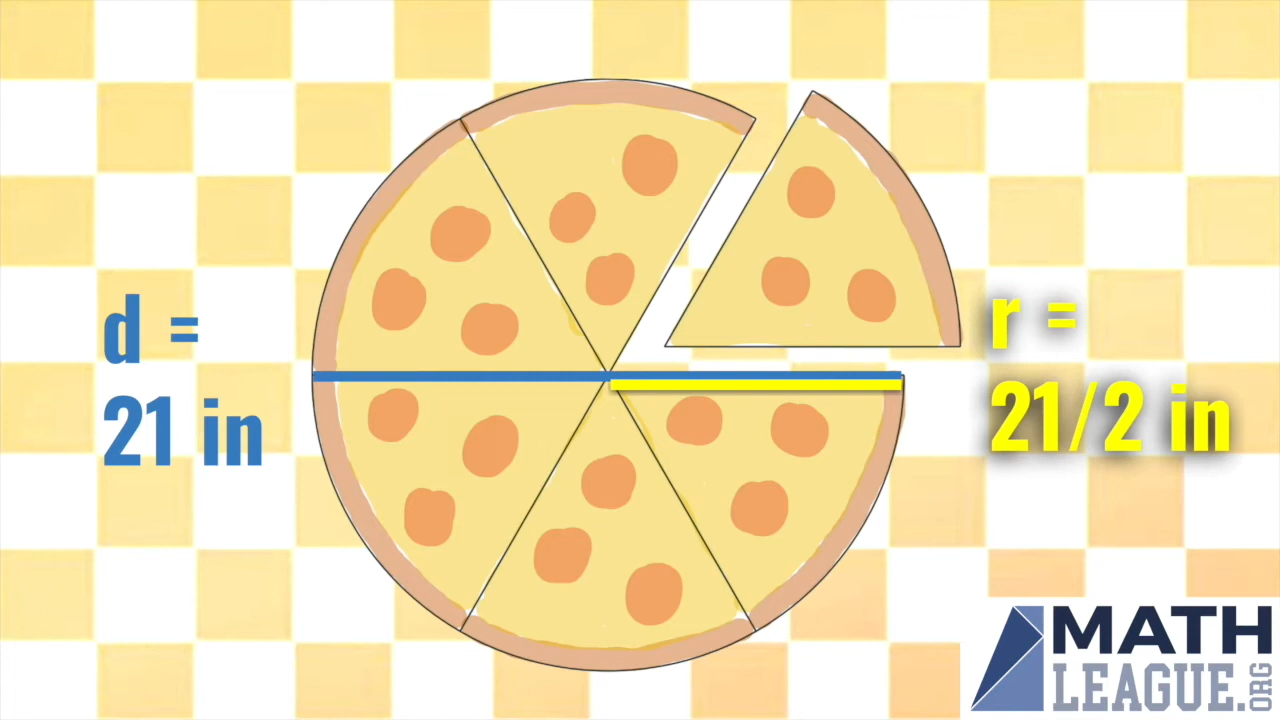 d =
21 in
r =
21/2 in
MATH
LEAGUE.ORG